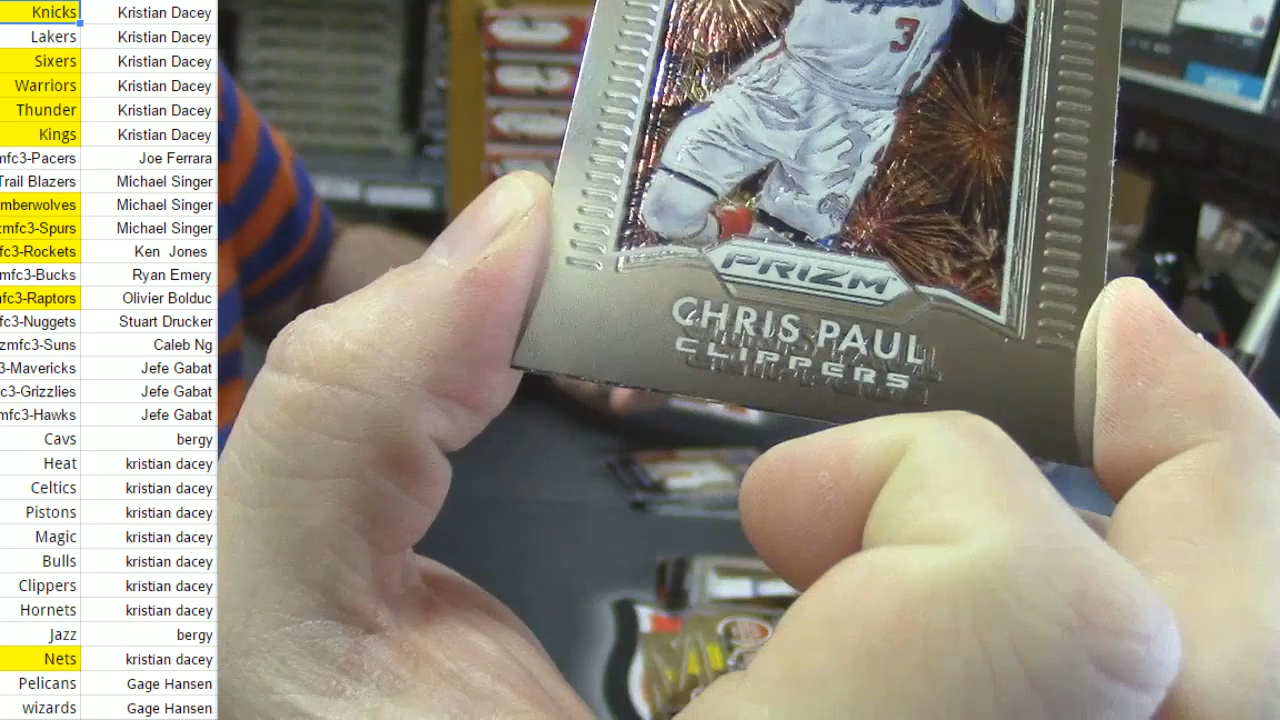 Knicks Kristian Dacey
Lakers Kristian Dacey
Sixers Kristian Dacey
Warriors Kristian Dacey
Thunder Kristian Dacey
Kings Kristian Dacey
mfc3-Pacers Joe Ferrara
Trail Blazers Michael Singer
mberwolves Michael Singer
zmfc3-Spurs Michael Singer
fc3-Rockets Ken Jones
mfc3-Bucks Ryan Emery
fc3-Raptors Olivier Bolduc
fc3-Nuggets Stuart Drucker
zmfc3-Suns Caleb Ng
3-Mavericks Jefe Gabat
c3-Grizzlies Jefe Gabat
mfc3-Hawks Jefe Gabat
Cavs bergy
Heat kristian dacey
Celtics kristian dacey
Pistons kristian dacey
Magic kristian dacey
Bulls kristian dacey
Clippers kristian dacey
Hornets kristian dacey
Jazz bergy
Nets kristian dacey
Pelicans Gage Hansen
wizards Gage Hansen
3
PRIZM
CHRIS PAUL
CLIPPERS